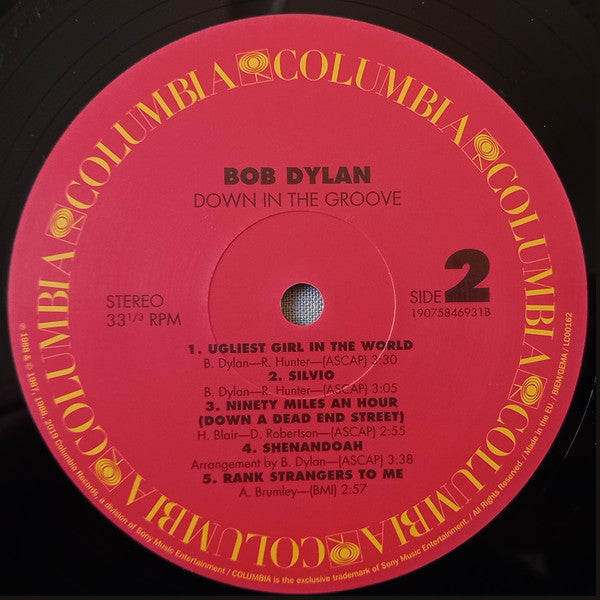 COLUMBIA COLUMBIA COLUMBIA COLUMBIA COLUMBIA COLUMBIA COLUMBIA
BOB DYLAN
DOWN IN THE GROOVE
STEREO
33 1/3 RPM
SIDE 2
19075846931B
1. UGLIEST GIRL IN THE WORLD
B. Dylan—R. Hunter—(ASCAP) 3:30
2. SILVIO
B. Dylan—R. Hunter—(ASCAP) 3:05
3. NINETY MILES AN HOUR
(DOWN A DEAD END STREET)
H. Blair—D. Robertson—(ASCAP) 2:55
4. SHENANDOAH
Arrangement by B. Dylan—(ASCAP) 3:38
5. RANK STRANGERS TO ME
A. Brumley—(BMI) 2:57
℗ 1988 & © 1987, 1988, 2019 Columbia Records, a division of Sony Music Entertainment / COLUMBIA is the exclusive trademark of Sony Music Entertainment. / All Rights Reserved. / Made in the EU. / BIEM/GEMA / LC00162